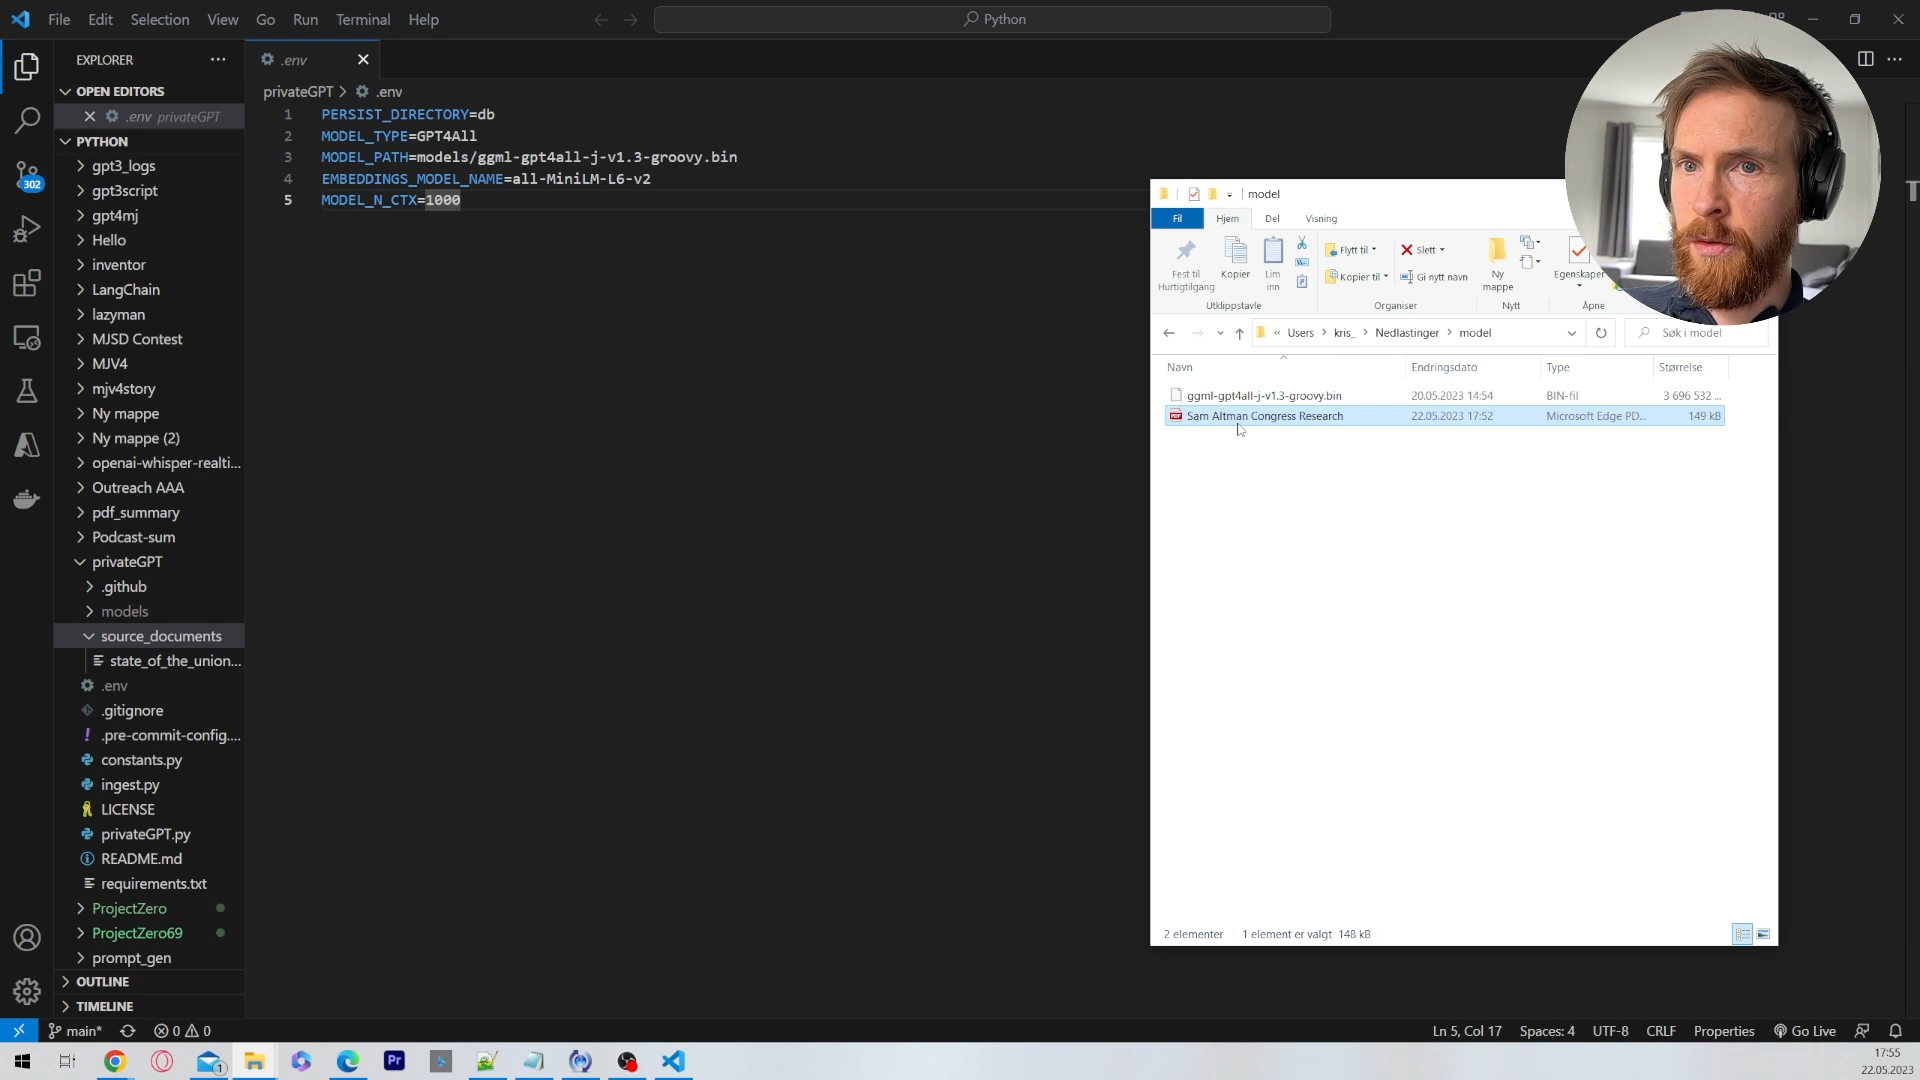 File Edit Selection View Go Run Terminal Help
Python
EXPLORER
OPEN EDITORS
.env privateGPT
PYTHON
gpt3_logs
gpt3script
gpt4mj
Hello
inventor
LangChain
lazyman
MJSD Contest
MJV4
mjv4story
Ny mappe
Ny mappe (2)
openai-whisper-realti...
Outreach AAA
pdf_summary
Podcast-sum
privateGPT
.github
models
source_documents
state_of_the_union...
.env
.gitignore
.pre-commit-config....
constants.py
ingest.py
LICENSE
privateGPT.py
README.md
requirements.txt
ProjectZero
ProjectZero69
prompt_gen
OUTLINE
TIMELINE
302
.env
privateGPT > .env
1 PERSIST_DIRECTORY=db
2 MODEL_TYPE=GPT4All
3 MODEL_PATH=models/ggml-gpt4all-j-v1.3-groovy.bin
4 EMBEDDINGS_MODEL_NAME=all-MiniLM-L6-v2
5 MODEL_N_CTX=1000
model
Fil Hjem Del Visning
Fest til Hurtigtilgang
Kopier
Lim inn
Flytt til
Kopier til
Slett
Gi nytt navn
Ny mappe
Egenskaper
Utklippstavle Organiser Nytt Åpne
« Users > kris_ > Nedlastinger > model
Søk i model
Navn Endringsdato Type Størrelse
ggml-gpt4all-j-v1.3-groovy.bin 20.05.2023 14:54 BIN-fil 3 696 532 ...
Sam Altman Congress Research 22.05.2023 17:52 Microsoft Edge PD... 149 kB
2 elementer 1 element er valgt 148 kB
main* 0 0
Ln 5, Col 17 Spaces: 4 UTF-8 CRLF Properties Go Live
1
Pr
17:55
22.05.2023